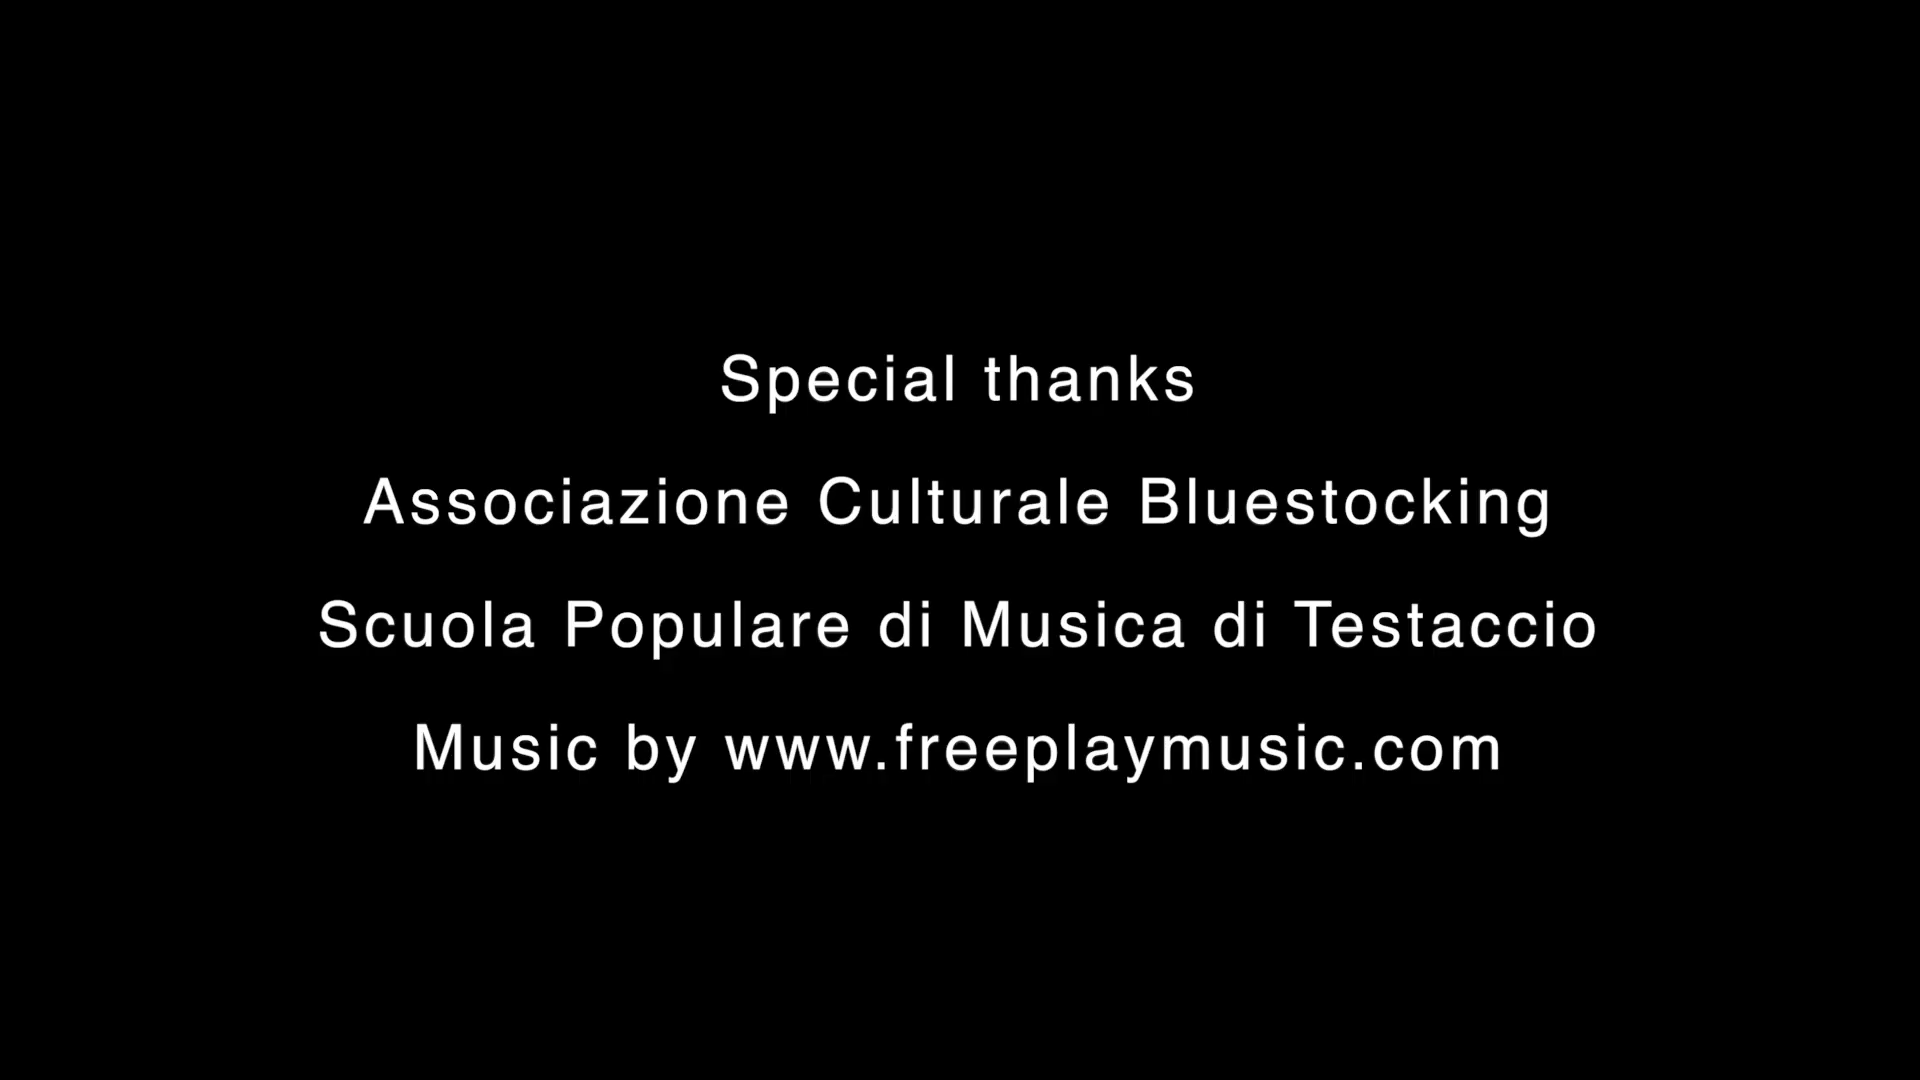 Special thanks
Associazione Culturale Bluestocking
Scuola Populare di Musica di Testaccio
Music by www.freeplaymusic.com